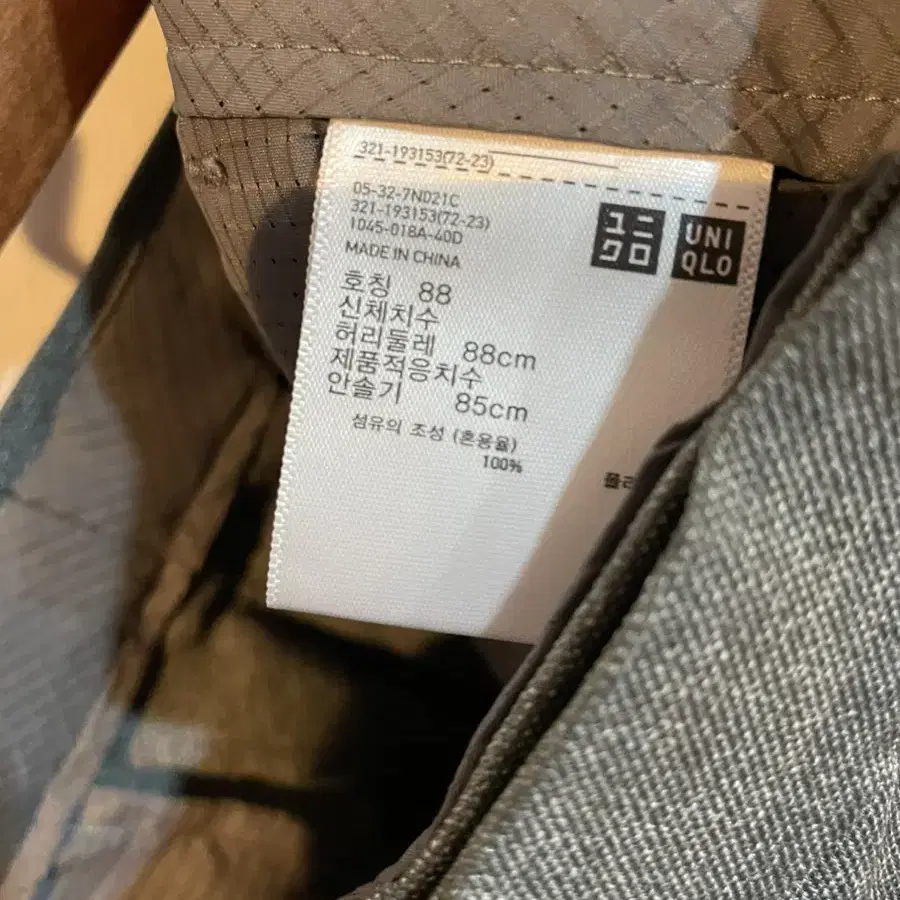 321-193153(72-23)
05-32-7N021C
321-193153(72-23)
1045-018A-40D
MADE IN CHINA
ユニ
クロ
UNI
QLO
호칭 88
신체치수
허리둘레 88cm
제품적응치수
안솔기 85cm
섬유의 조성 (혼용율)
100%